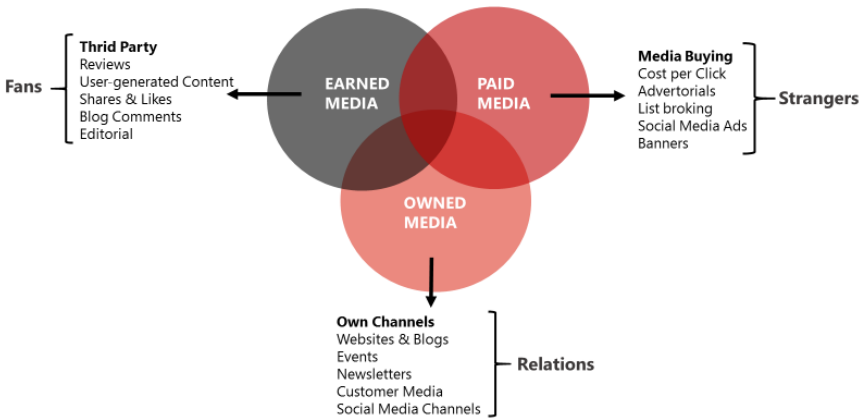 Thrid Party
Reviews
User-generated Content
Shares & Likes
Blog Comments
Editorial
Fans
EARNED
MEDIA
PAID
MEDIA
OWNED
MEDIA
Media Buying
Cost per Click
Advertorials
List broking
Social Media Ads
Banners
Strangers
Own Channels
Websites & Blogs
Events
Newsletters
Customer Media
Social Media Channels
Relations